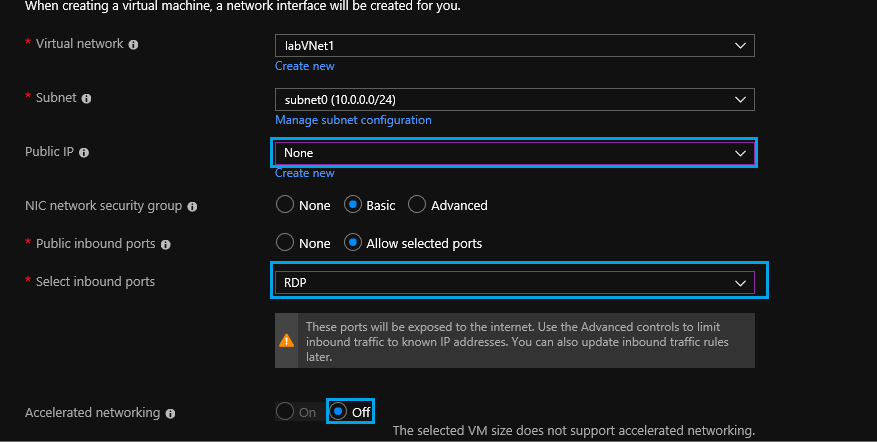 When creating a virtual machine, a network interface will be created for you.
* Virtual network
labVNet1
Create new
* Subnet
subnet0 (10.0.0.0/24)
Manage subnet configuration
Public IP
None
Create new
NIC network security group
None Basic Advanced
* Public inbound ports
None Allow selected ports
* Select inbound ports
RDP
These ports will be exposed to the internet. Use the Advanced controls to limit
inbound traffic to known IP addresses. You can also update inbound traffic rules
later.
Accelerated networking
On Off
The selected VM size does not support accelerated networking.